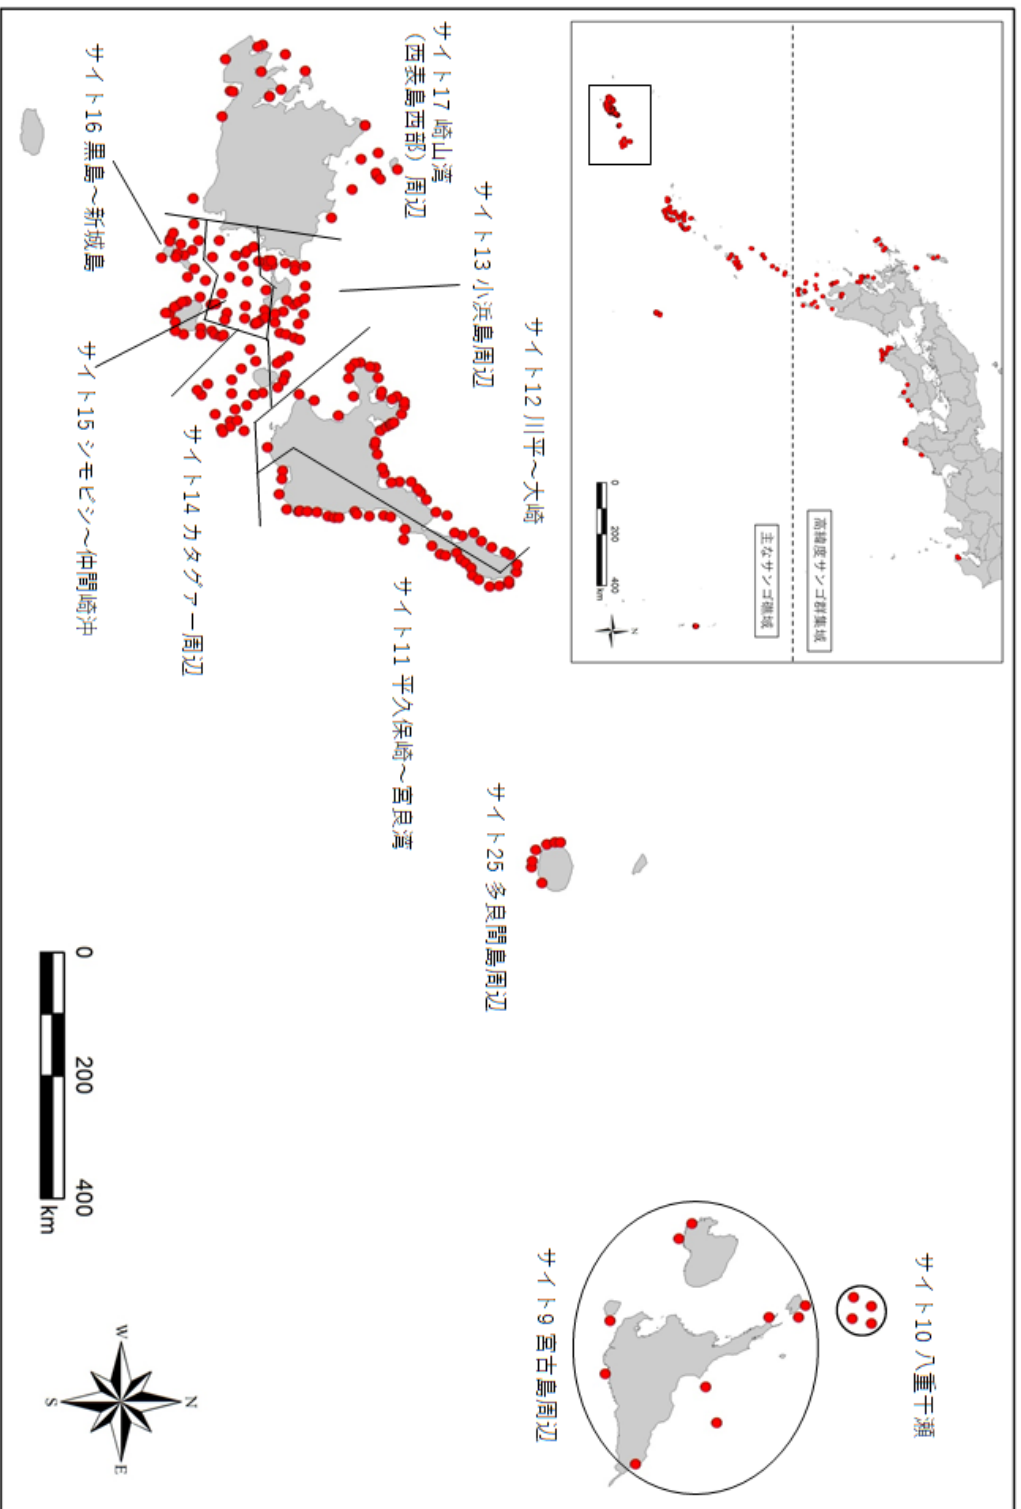 高緯度サンゴ群集域
主なサンゴ礁域
0 200 400
km
N
サイト10 八重干瀬
サイト9 宮古島周辺
サイト25 多良間島周辺
サイト12 川平～大崎
サイト13 小浜島周辺
サイト17 崎山湾
（西表島西部）周辺
サイト11 平久保崎～宮良湾
サイト14 カタグァー周辺
サイト16 黒島～新城島
サイト15 シモビシ～仲間崎沖
0 200 400
km
N
W E
S